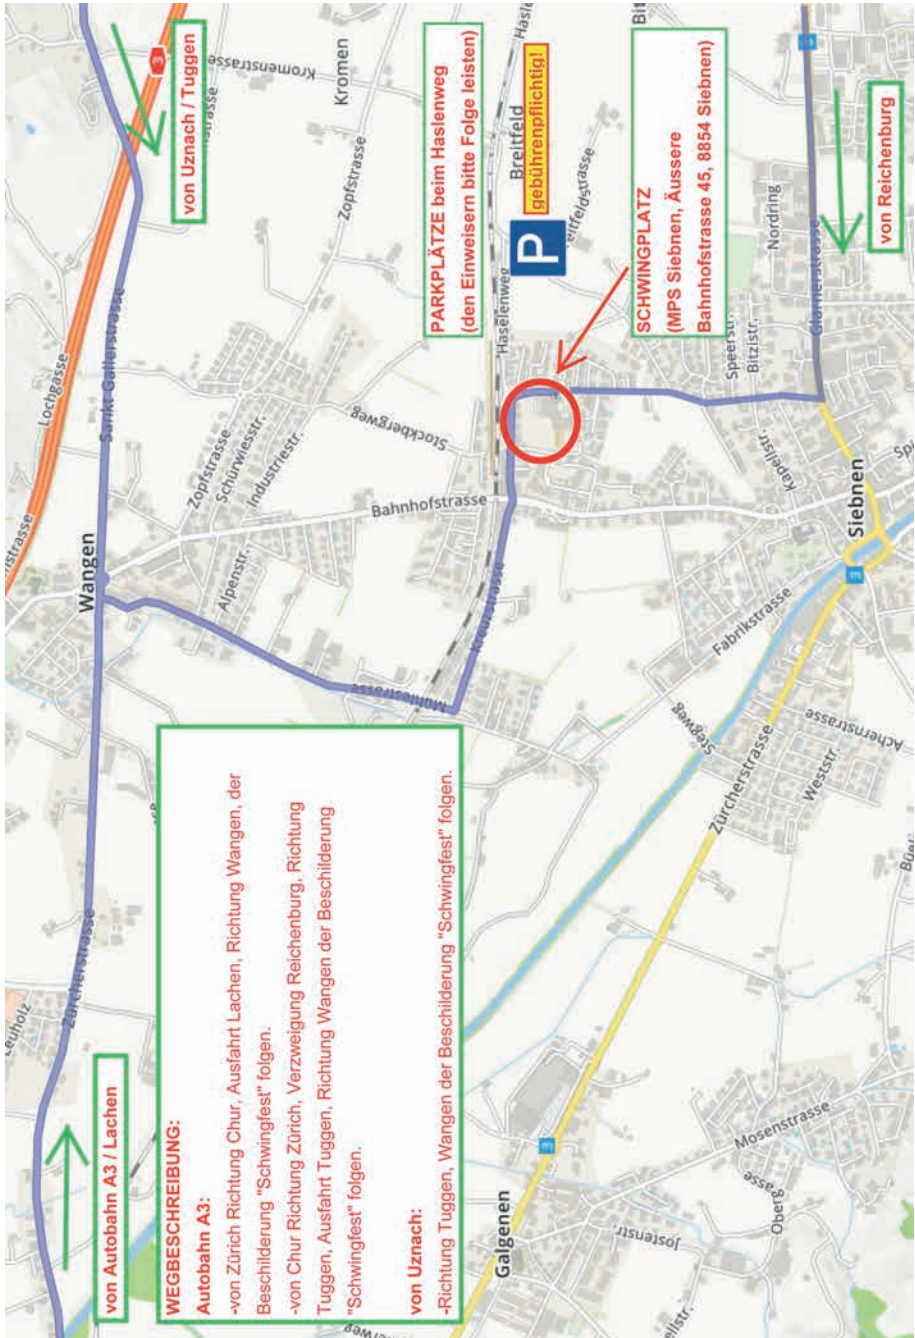 von Autobahn A3 / Lachen
von Uznach / Tuggen
WEGBESCHREIBUNG:
Autobahn A3:
-von Zürich Richtung Chur, Ausfahrt Lachen, Richtung Wangen, der
Beschilderung "Schwingfest" folgen.
-von Chur Richtung Zürich, Verzweigung Reichenburg, Richtung
Tuggen, Ausfahrt Tuggen, Richtung Wangen der Beschilderung
"Schwingfest" folgen.
von Uznach:
-Richtung Tuggen, Wangen der Beschilderung "Schwingfest" folgen.
PARKPLÄTZE beim Haslenweg
(den Einweisern bitte Folge leisten)
P
gebührenpflichtig!
SCHWINGPLATZ
(MPS Siebnen, Äussere
Bahnhofstrasse 45, 8854 Siebnen)
von Reichenburg
Zürcherstrasse
Wangen
Lochgasse
Sankt Gallerstrasse
3
Kromenstrasse
Kromen
Zopfstrasse
Zopfstrasse
Schürwiesstr.
Industriestr.
Alpenstr.
Stockbergweg
Bahnhofstrasse
Mühlestrasse
Kreuzstrasse
Haselenweg
Breitfeld
Nordring
Speerstr.
Bitzistr.
Glarnerstrasse
Kapellstr.
Siebnen
3
Fabrikstrasse
Stegweg
Zürcherstrasse
Weststr.
Achernstrasse
Galgenen
3
Mosenstrasse
Jostenstr.